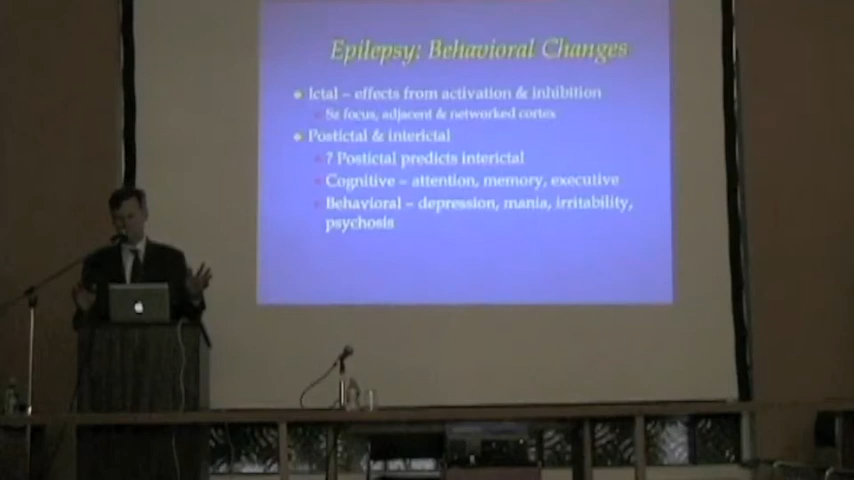 Epilepsy: Behavioral Changes
Ictal – effects from activation & inhibition
Sz focus, adjacent & networked cortex
Postictal & interictal
? Postictal predicts interictal
Cognitive – attention, memory, executive
Behavioral – depression, mania, irritability,
psychosis